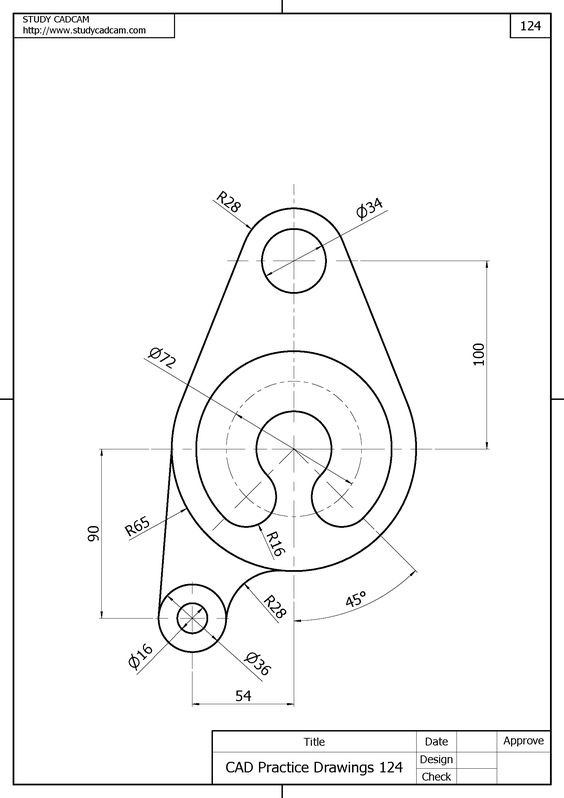 STUDY CADCAM
http://www.studycadcam.com
124
R28
Ø34
Ø72
100
90
R65
R16
45°
R28
Ø16
Ø36
54
Title
Date
Approve
CAD Practice Drawings 124
Design
Check